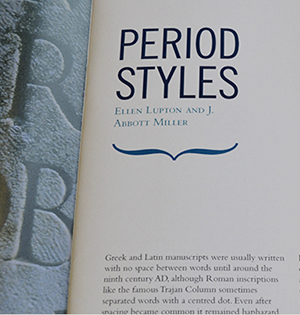 PERIOD
STYLES
ELLEN LUPTON AND J.
ABBOTT MILLER
Greek and Latin manuscripts were usually written
with no space between words until around the
ninth century AD, although Roman inscriptions
like the famous Trajan Column sometimes
separated words with a centred dot. Even after
spacing became common it remained haphazard
R
B